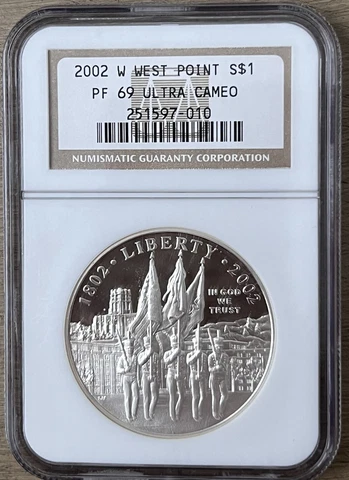 2002 W WEST POINT S$1
PF 69 ULTRA CAMEO
251597-010
NUMISMATIC GUARANTY CORPORATION
1802 · LIBERTY · 2002
IN GOD
WE
TRUST